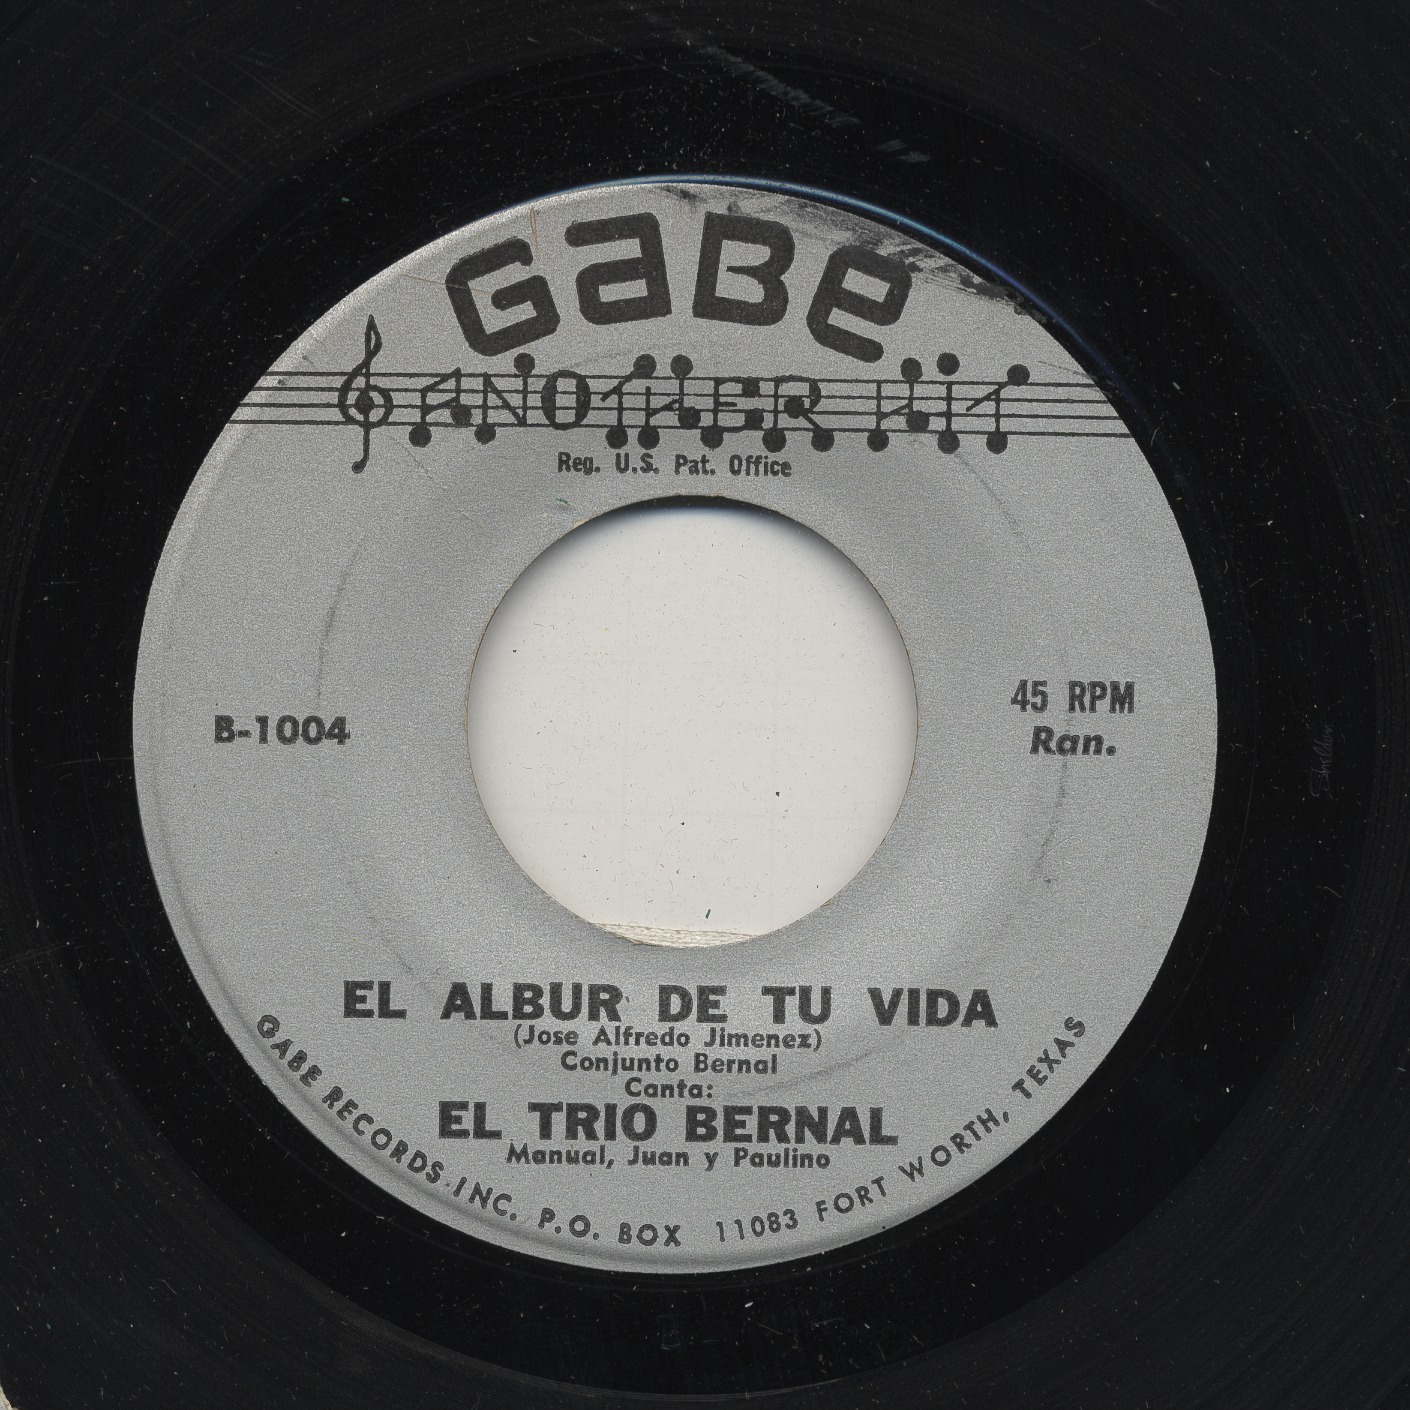 GaBe
ANOTHER HIT
Reg. U.S. Pat. Office
B-1004
45 RPM
Ran.
EL ALBUR DE TU VIDA
(Jose Alfredo Jimenez)
Conjunto Bernal
Canta:
EL TRIO BERNAL
Manual, Juan y Paulino
GABE RECORDS INC. P.O. BOX 11083 FORT WORTH, TEXAS